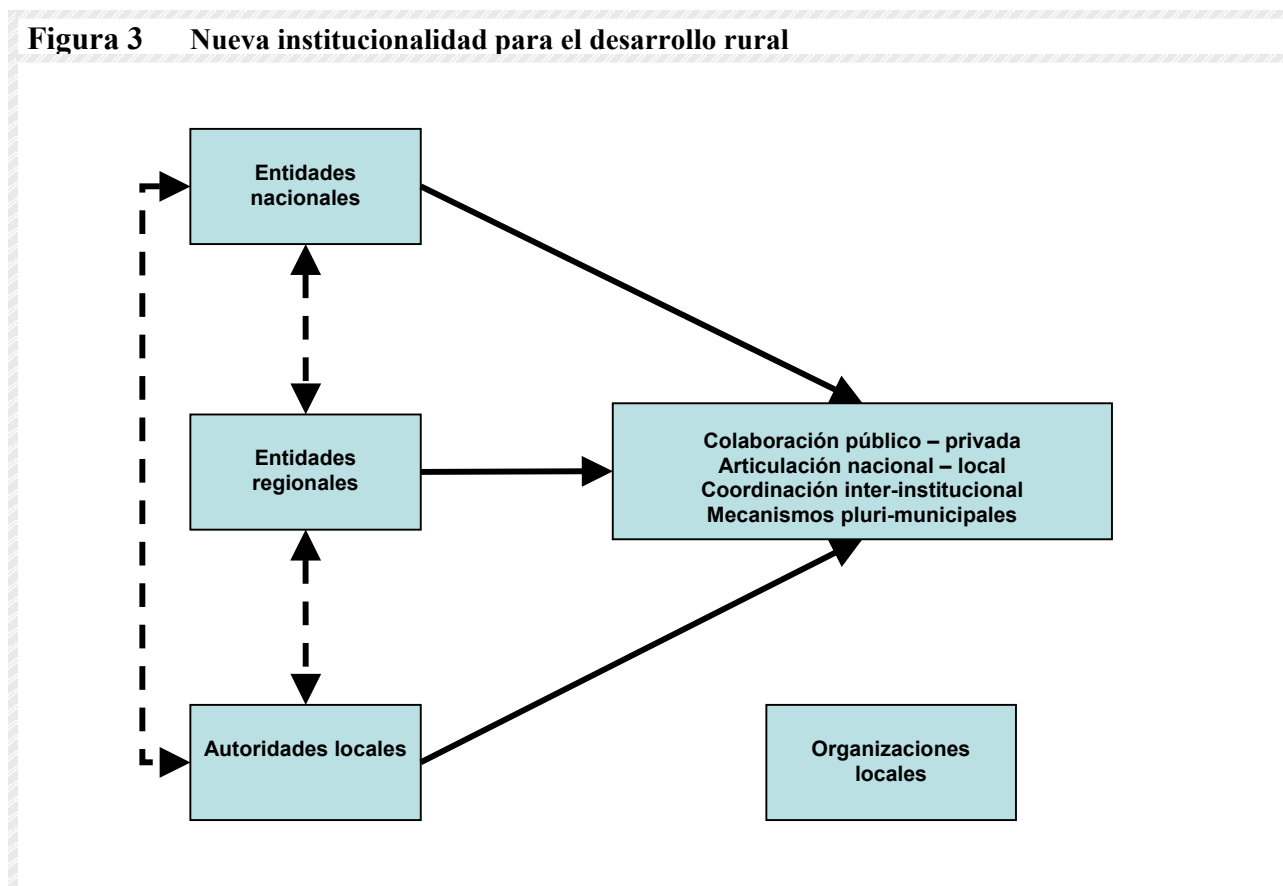 Figura 3 Nueva institucionalidad para el desarrollo rural
Entidades
nacionales
Entidades
regionales
Colaboración público – privada
Articulación nacional – local
Coordinación inter-institucional
Mecanismos pluri-municipales
Autoridades locales
Organizaciones
locales